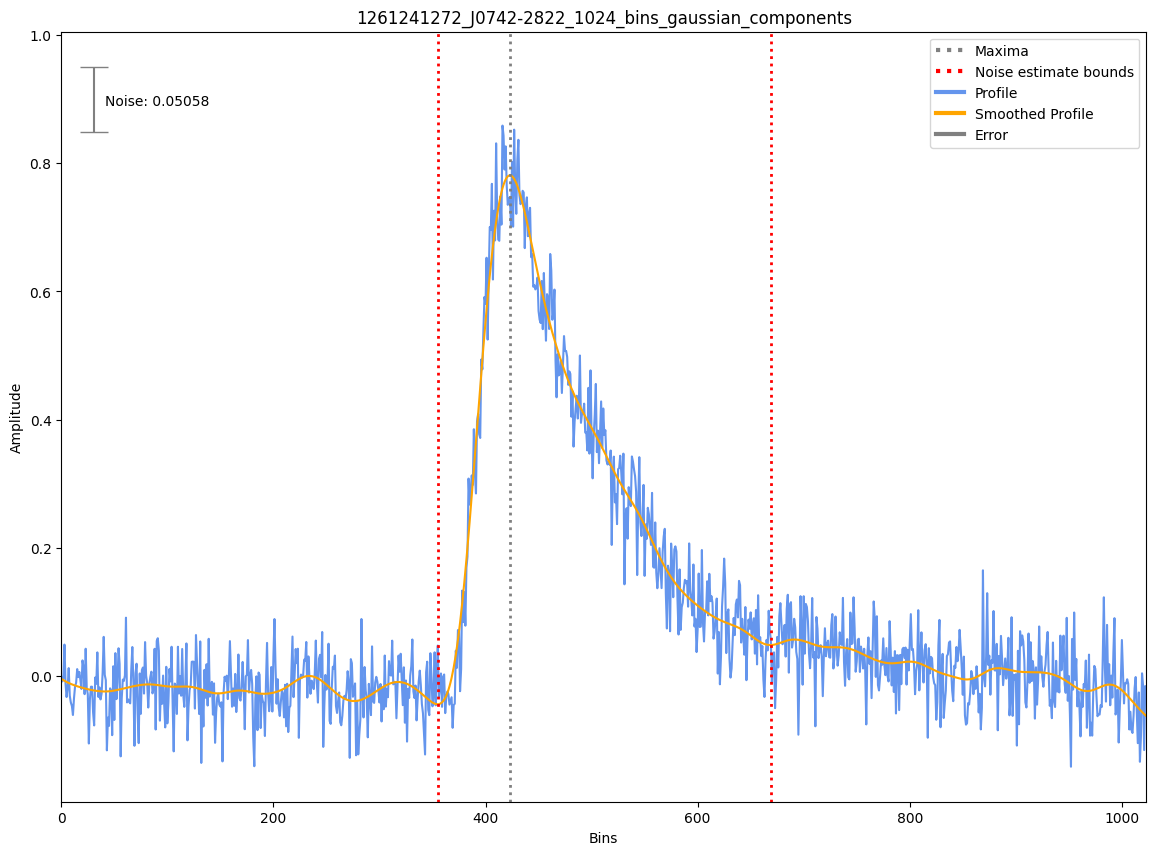 1261241272_J0742-2822_1024_bins_gaussian_components
1.0
0.8
0.6
0.4
0.2
0.0
Amplitude
Noise: 0.05058
Maxima
Noise estimate bounds
Profile
Smoothed Profile
Error
0
200
400
600
800
1000
Bins